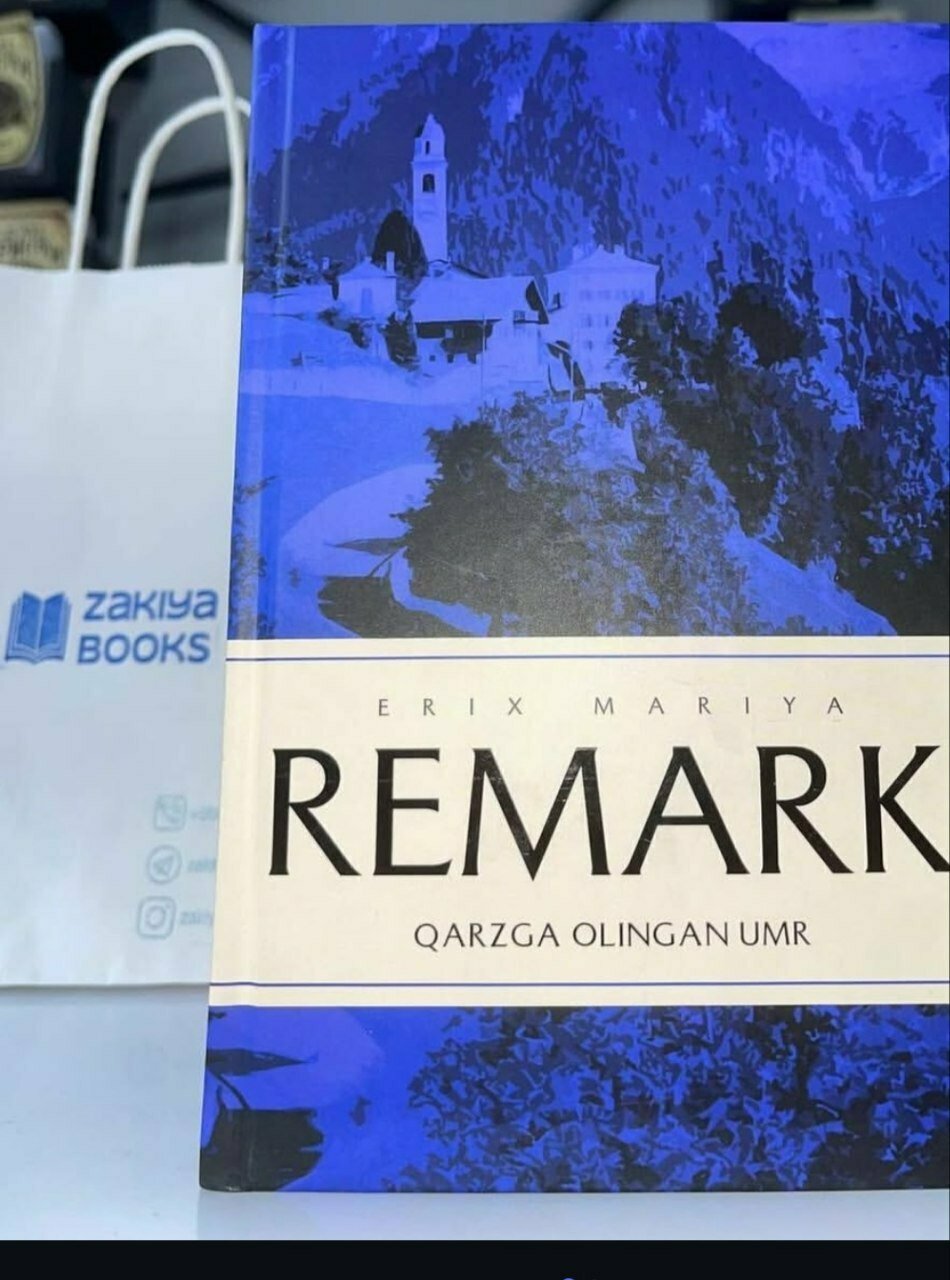 ZAKIYA
BOOKS
ERIX MARIYA
REMARK
QARZGA OLINGAN UMR